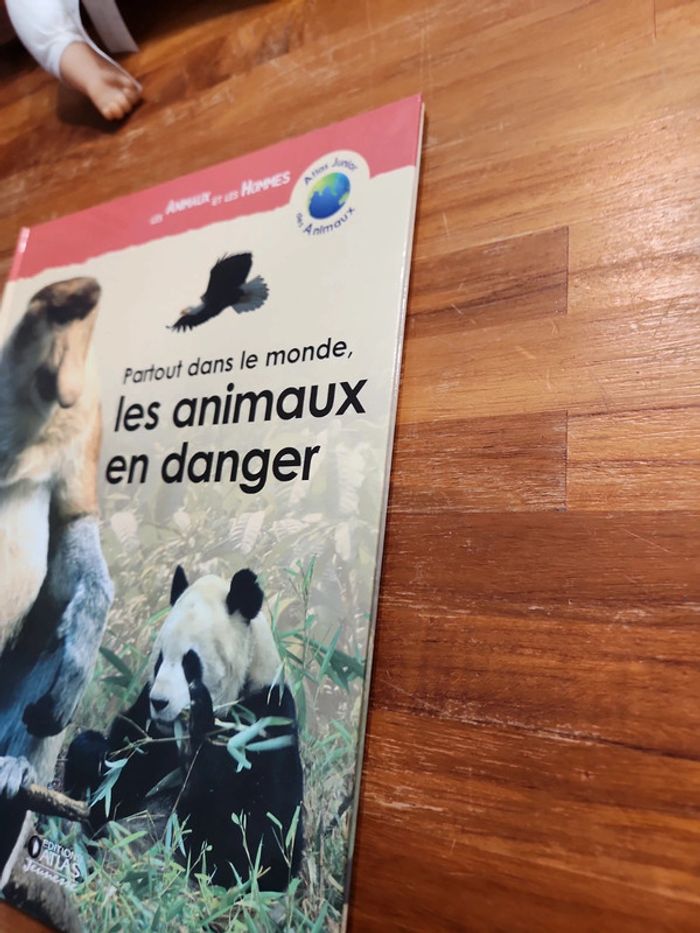 Les Animaux et les Hommes
Atlas Junior
des Animaux
Partout dans le monde,
les animaux
en danger
EDITIONS
ATLAS
Jeunesse